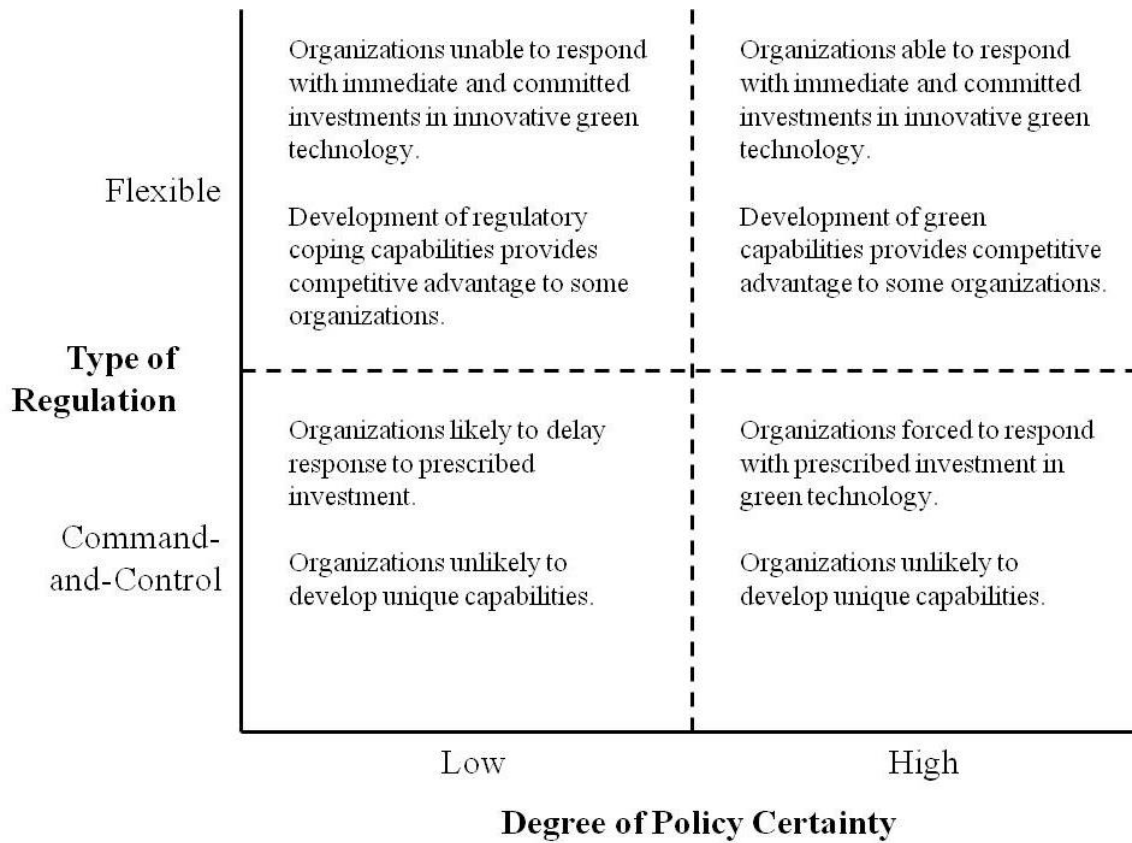 Organizations unable to respond
with immediate and committed
investments in innovative green
technology.
Development of regulatory
coping capabilities provides
competitive advantage to some
organizations.
Organizations able to respond
with immediate and committed
investments in innovative green
technology.
Development of green
capabilities provides competitive
advantage to some organizations.
Flexible
Type of
Regulation
Organizations likely to delay
response to prescribed
investment.
Organizations unlikely to
develop unique capabilities.
Organizations forced to respond
with prescribed investment in
green technology.
Organizations unlikely to
develop unique capabilities.
Command-
and-Control
Low
High
Degree of Policy Certainty